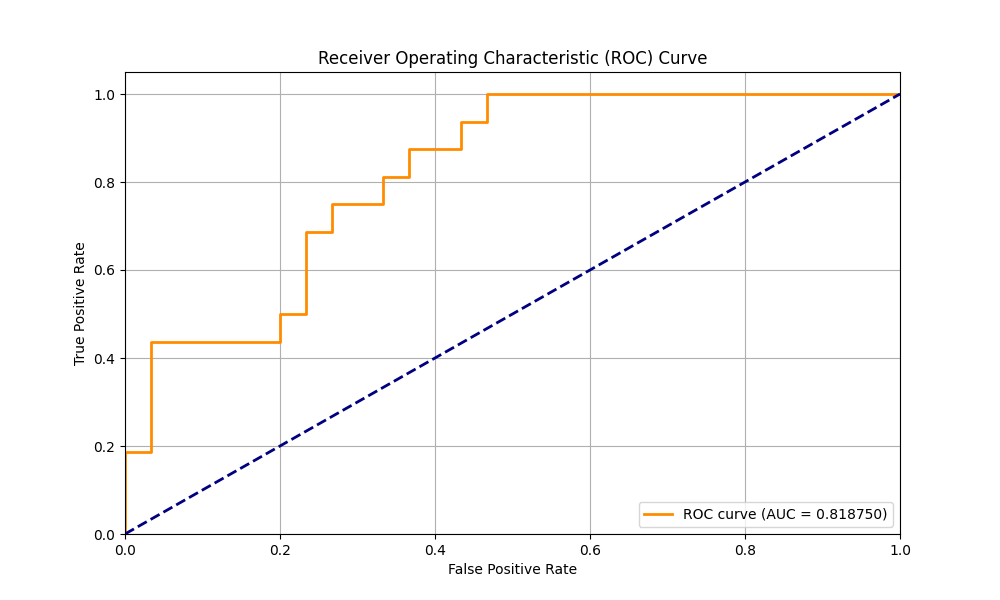 Receiver Operating Characteristic (ROC) Curve
1.0
0.8
0.6
0.4
0.2
0.0
True Positive Rate
ROC curve (AUC = 0.818750)
0.0 0.2 0.4 0.6 0.8 1.0
False Positive Rate